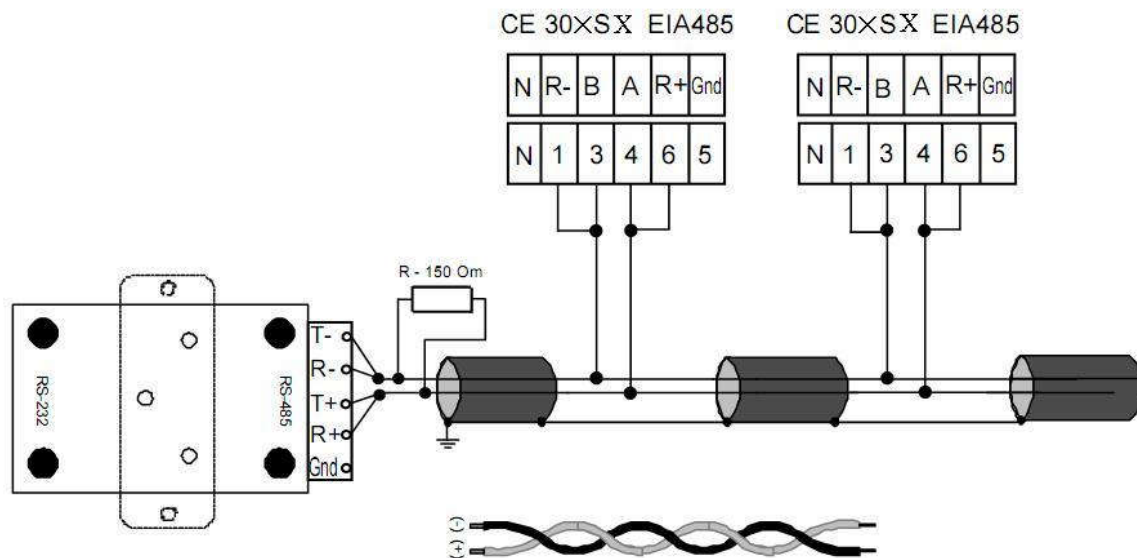 CE 30×SX EIA485
N R- B A R+ Gnd
N 1 3 4 6 5
CE 30×SX EIA485
N R- B A R+ Gnd
N 1 3 4 6 5
R - 150 Om
RS-232
RS-485
T-
R-
T+
R+
Gnd
(-)
(+)